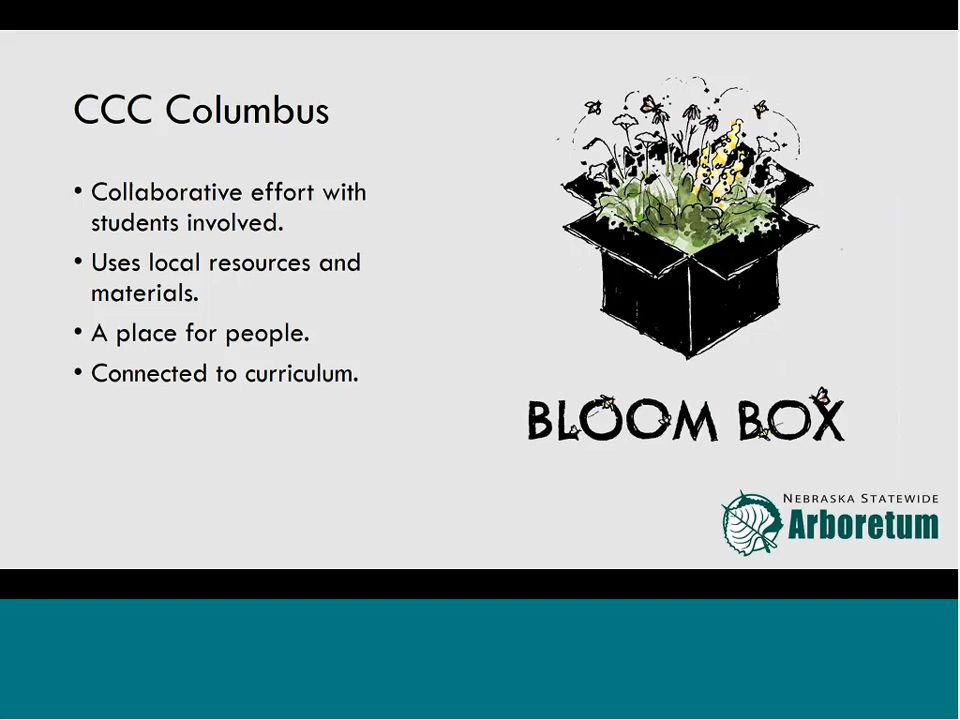 CCC Columbus
• Collaborative effort with
students involved.
• Uses local resources and
materials.
• A place for people.
• Connected to curriculum.
BLOOM BOX
NEBRASKA STATEWIDE
Arboretum